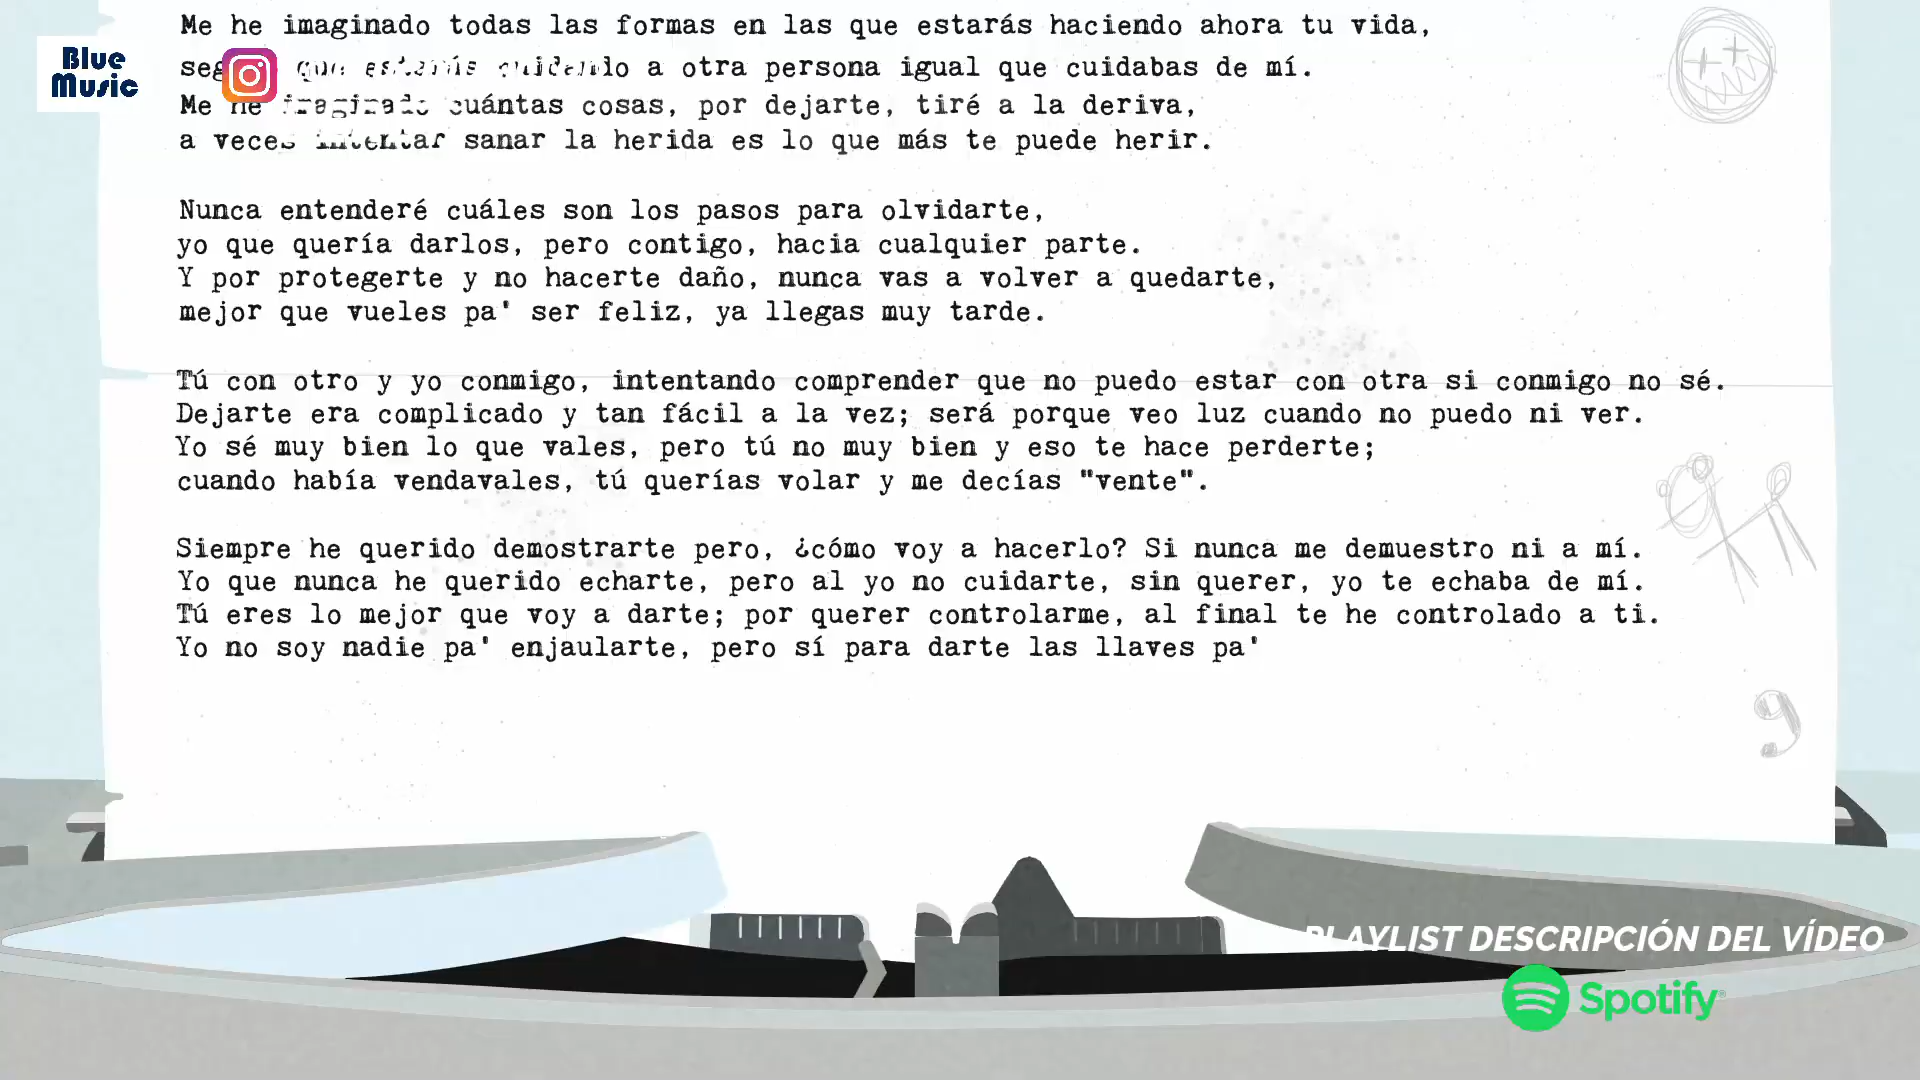 Me he imaginado todas las formas en las que estarás haciendo ahora tu vida,
Blue
Music
que estarás cuidando a otra persona igual que cuidabas de mí.
Me he imaginado cuántas cosas, por dejarte, tiré a la deriva,
a veces intentar sanar la herida es lo que más te puede herir.
Nunca entenderé cuáles son los pasos para olvidarte,
yo que quería darlos, pero contigo, hacia cualquier parte.
Y por protegerte y no hacerte daño, nunca vas a volver a quedarte,
mejor que vueles pa' ser feliz, ya llegas muy tarde.
Tú con otro y yo conmigo, intentando comprender que no puedo estar con otra si conmigo no sé.
Dejarte era complicado y tan fácil a la vez; será porque veo luz cuando no puedo ni ver.
Yo sé muy bien lo que vales, pero tú no muy bien y eso te hace perderte;
cuando había vendavales, tú querías volar y me decías "vente".
Siempre he querido demostrarte pero, ¿cómo voy a hacerlo? Si nunca me demuestro ni a mí.
Yo que nunca he querido echarte, pero al yo no cuidarte, sin querer, yo te echaba de mí.
Tú eres lo mejor que voy a darte; por querer controlarme, al final te he controlado a ti.
Yo no soy nadie pa' enjaularte, pero sí para darte las llaves pa'
9
PLAYLIST DESCRIPCIÓN DEL VÍDEO
Spotify